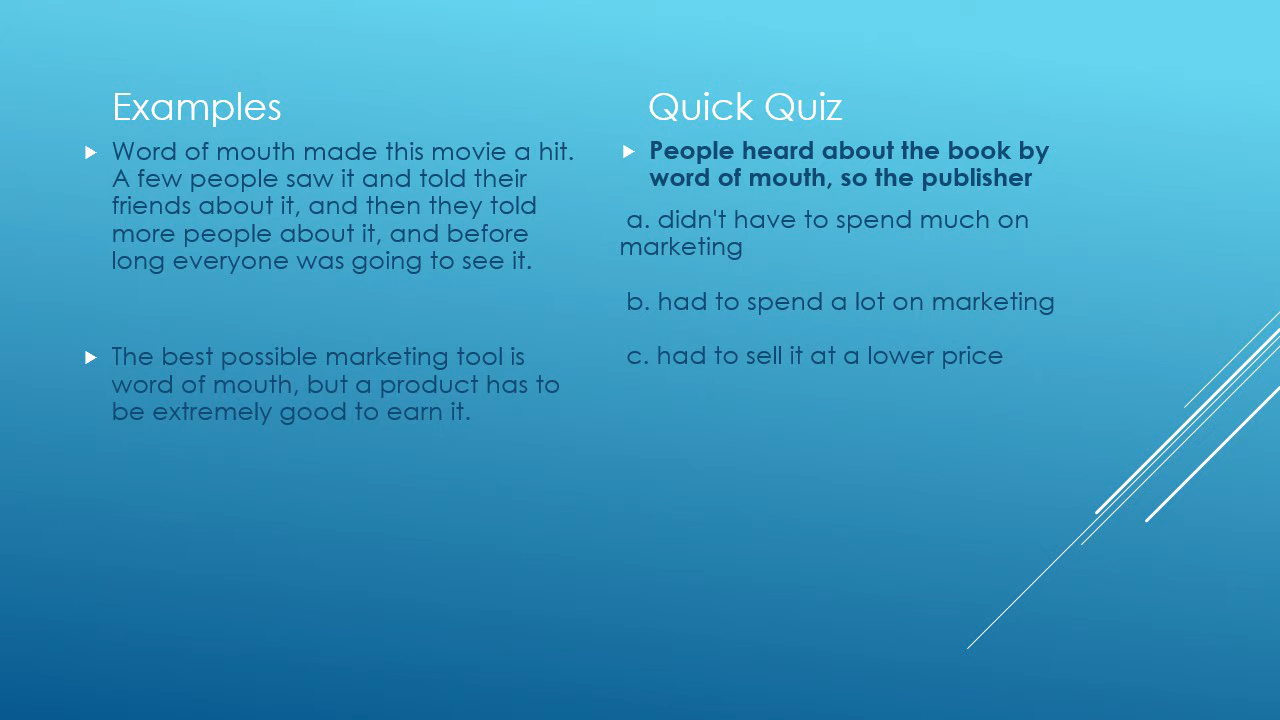 Examples
Word of mouth made this movie a hit.
A few people saw it and told their
friends about it, and then they told
more people about it, and before
long everyone was going to see it.
The best possible marketing tool is
word of mouth, but a product has to
be extremely good to earn it.
Quick Quiz
People heard about the book by
word of mouth, so the publisher
a. didn't have to spend much on
marketing
b. had to spend a lot on marketing
c. had to sell it at a lower price